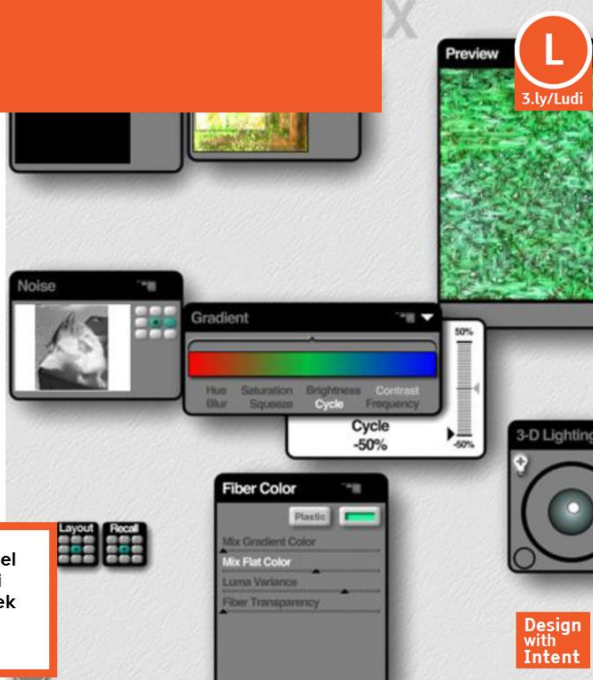 X
Preview
L
3.ly/Ludi
Noise
Gradient
Hue Saturation Brightness Contrast
Blur Squeeze Cycle Frequency
50%
Cycle
-50%
-50%
3-D Lighting
Fiber Color
Plastic
Mix Gradient Color
Mix Flat Color
Luma Variance
Fiber Transparency
Layout Recall
el
i
ek
Design
with
Intent